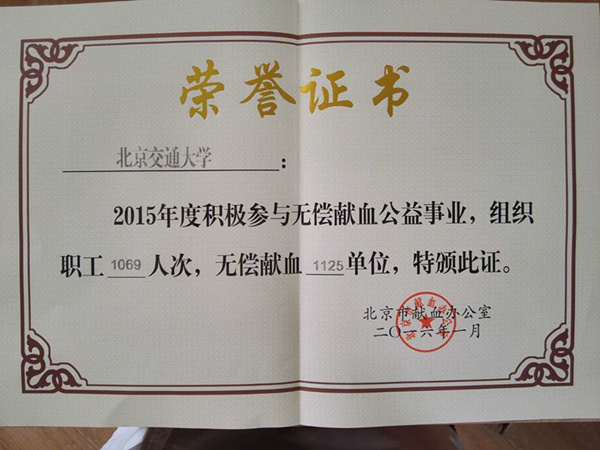 荣誉证书
北京交通大学：
2015年度积极参与无偿献血公益事业，组织
职工1069人次，无偿献血1125单位，特颁此证。
北京市献血办公室
二〇一六年一月